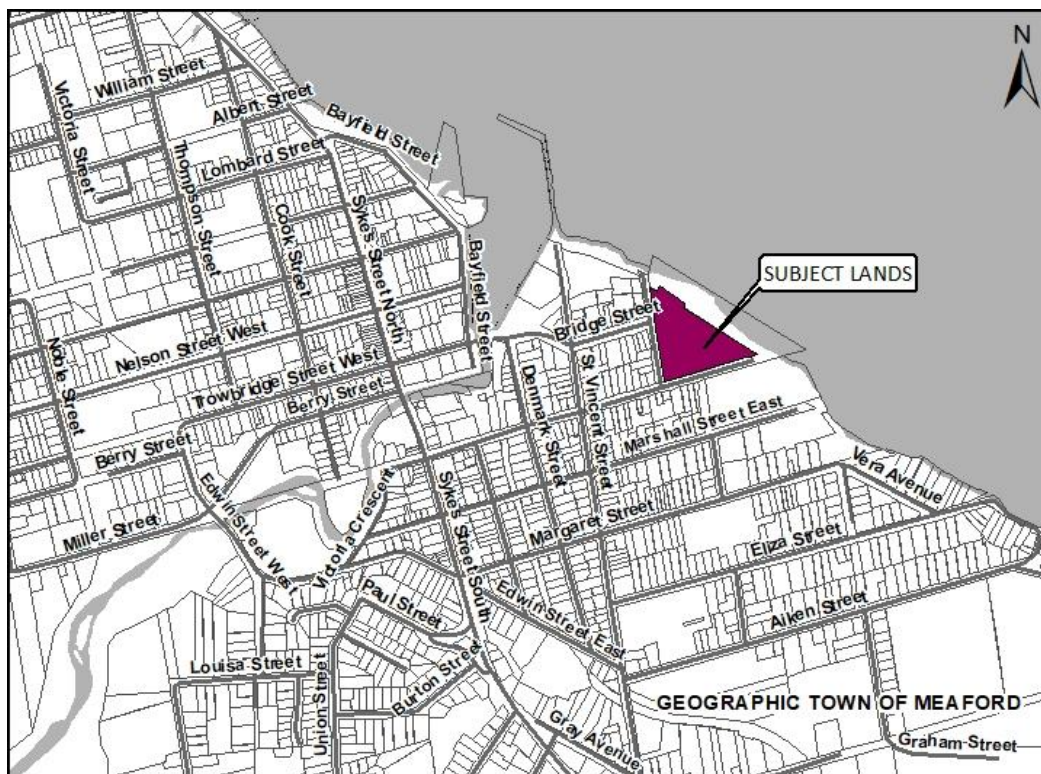 N
William Street
Victoria Street
Albert Street
Bayfield Street
Lombard Street
Thompson Street
Cook Street
Sykes Street North
Bayfield Street
SUBJECT LANDS
Bridge Street
Nelson Street West
Noble Street
Trowbridge Street West
Berry Street
St. Vincent Street
Denmark Street
Marshall Street East
Berry Street
Vera Avenue
Edwin Street West
Miller Street
Victoria Crescent
Sykes Street South
Margaret Street
Eliza Street
Paul Street
Edwin Street East
Aiken Street
Louisa Street
Union Street
Burton Street
GEOGRAPHIC TOWN OF MEAFORD
Gray Avenue
Graham Street